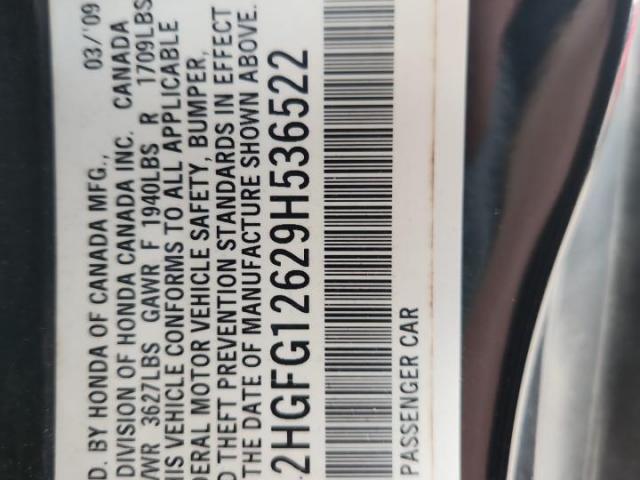 D. BY HONDA OF CANADA MFG., 03/'09
DIVISION OF HONDA CANADA INC. CANADA
VWR 3627LBS GAWR F 1940LBS R 1709LBS
HIS VEHICLE CONFORMS TO ALL APPLICABLE
DERAL MOTOR VEHICLE SAFETY, BUMPER,
D THEFT PREVENTION STANDARDS IN EFFECT
THE DATE OF MANUFACTURE SHOWN ABOVE.
2HGFG12629H536522
PASSENGER CAR